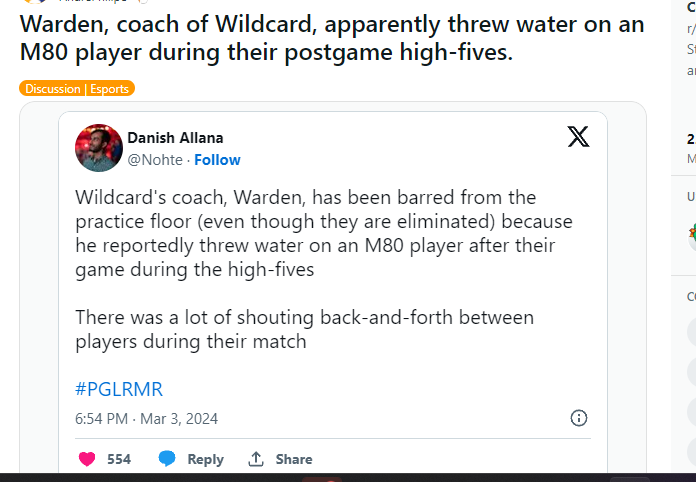 Warden, coach of Wildcard, apparently threw water on an
M80 player during their postgame high-fives.
Discussion | Esports
Danish Allana
@Nohte · Follow
Wildcard's coach, Warden, has been barred from the
practice floor (even though they are eliminated) because
he reportedly threw water on an M80 player after their
game during the high-fives
There was a lot of shouting back-and-forth between
players during their match
#PGLRMR
6:54 PM · Mar 3, 2024
554 Reply Share